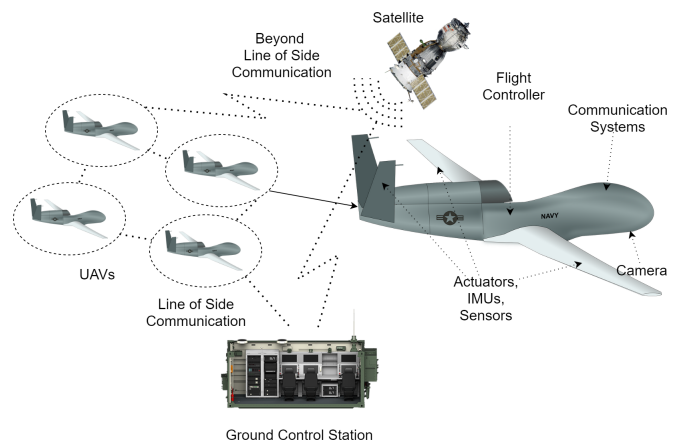 Satellite
Beyond
Line of Side
Communication
Flight
Controller
Communication
Systems
NAVY
Camera
Actuators,
IMUs,
Sensors
UAVs
Line of Side
Communication
Ground Control Station